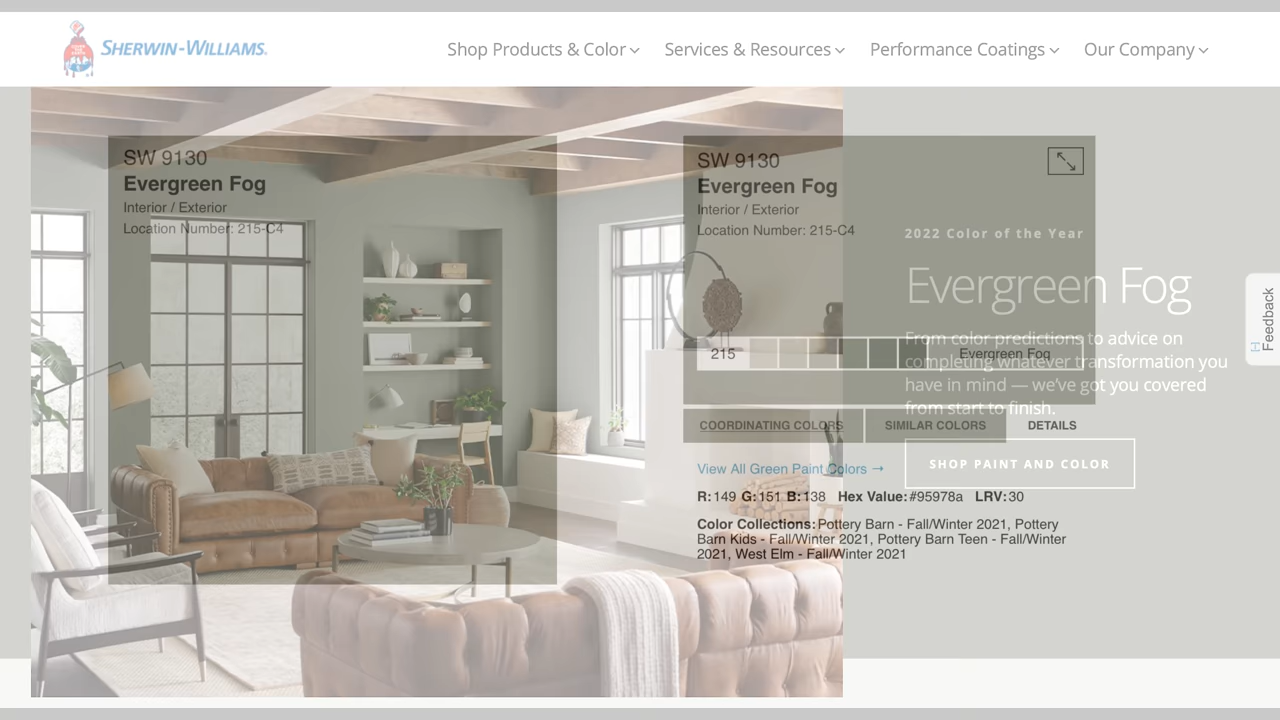 SHERWIN-WILLIAMS.
Shop Products & Color
Services & Resources
Performance Coatings
Our Company
SW 9130
Evergreen Fog
Interior / Exterior
Location Number: 215-C4
SW 9130
Evergreen Fog
Interior / Exterior
Location Number: 215-C4
2022 Color of the Year
Evergreen Fog
From color predictions to advice on
completing whatever transformation you
have in mind — we've got you covered
from start to finish.
SHOP PAINT AND COLOR
215
Evergreen Fog
COORDINATING COLORS
SIMILAR COLORS
DETAILS
View All Green Paint Colors →
R: 149 G: 151 B: 138 Hex Value: #95978a LRV: 30
Color Collections: Pottery Barn - Fall/Winter 2021, Pottery
Barn Kids - Fall/Winter 2021, Pottery Barn Teen - Fall/Winter
2021, West Elm - Fall/Winter 2021
[-] Feedback